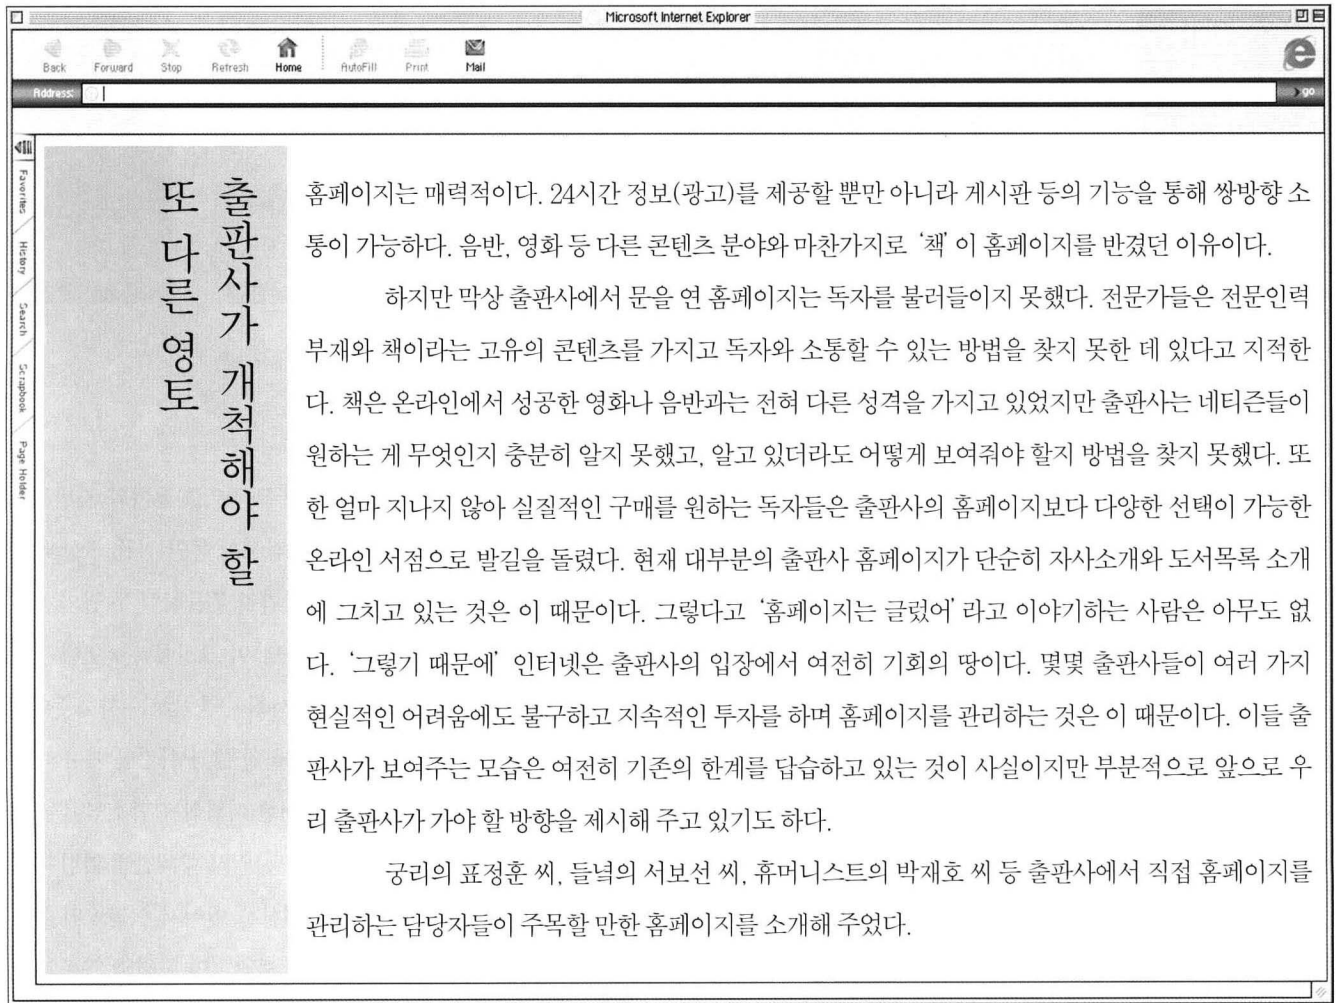 Microsoft Internet Explorer
Back Forward Stop Refresh Home AutoFill Print Mail
Address: go
Favorites
History
Search
Scrapbook
Page Holder
출판사가 개척해야 할
또 다른 영토
홈페이지는 매력적이다. 24시간 정보(광고)를 제공할 뿐만 아니라 게시판 등의 기능을 통해 쌍방향 소
통이 가능하다. 음반, 영화 등 다른 콘텐츠 분야와 마찬가지로 ‘책’이 홈페이지를 반겼던 이유이다.
하지만 막상 출판사에서 문을 연 홈페이지는 독자를 불러들이지 못했다. 전문가들은 전문인력
부재와 책이라는 고유의 콘텐츠를 가지고 독자와 소통할 수 있는 방법을 찾지 못한 데 있다고 지적한
다. 책은 온라인에서 성공한 영화나 음반과는 전혀 다른 성격을 가지고 있었지만 출판사는 네티즌들이
원하는 게 무엇인지 충분히 알지 못했고, 알고 있더라도 어떻게 보여줘야 할지 방법을 찾지 못했다. 또
한 얼마 지나지 않아 실질적인 구매를 원하는 독자들은 출판사의 홈페이지보다 다양한 선택이 가능한
온라인 서점으로 발길을 돌렸다. 현재 대부분의 출판사 홈페이지가 단순히 자사소개와 도서목록 소개
에 그치고 있는 것은 이 때문이다. 그렇다고 ‘홈페이지는 글렀어’라고 이야기하는 사람은 아무도 없
다. ‘그렇기 때문에’ 인터넷은 출판사의 입장에서 여전히 기회의 땅이다. 몇몇 출판사들이 여러 가지
현실적인 어려움에도 불구하고 지속적인 투자를 하며 홈페이지를 관리하는 것은 이 때문이다. 이들 출
판사가 보여주는 모습은 여전히 기존의 한계를 답습하고 있는 것이 사실이지만 부분적으로 앞으로 우
리 출판사가 가야 할 방향을 제시해 주고 있기도 하다.
궁리의 표정훈 씨, 들녘의 서보선 씨, 휴머니스트의 박재호 씨 등 출판사에서 직접 홈페이지를
관리하는 담당자들이 주목할 만한 홈페이지를 소개해 주었다.